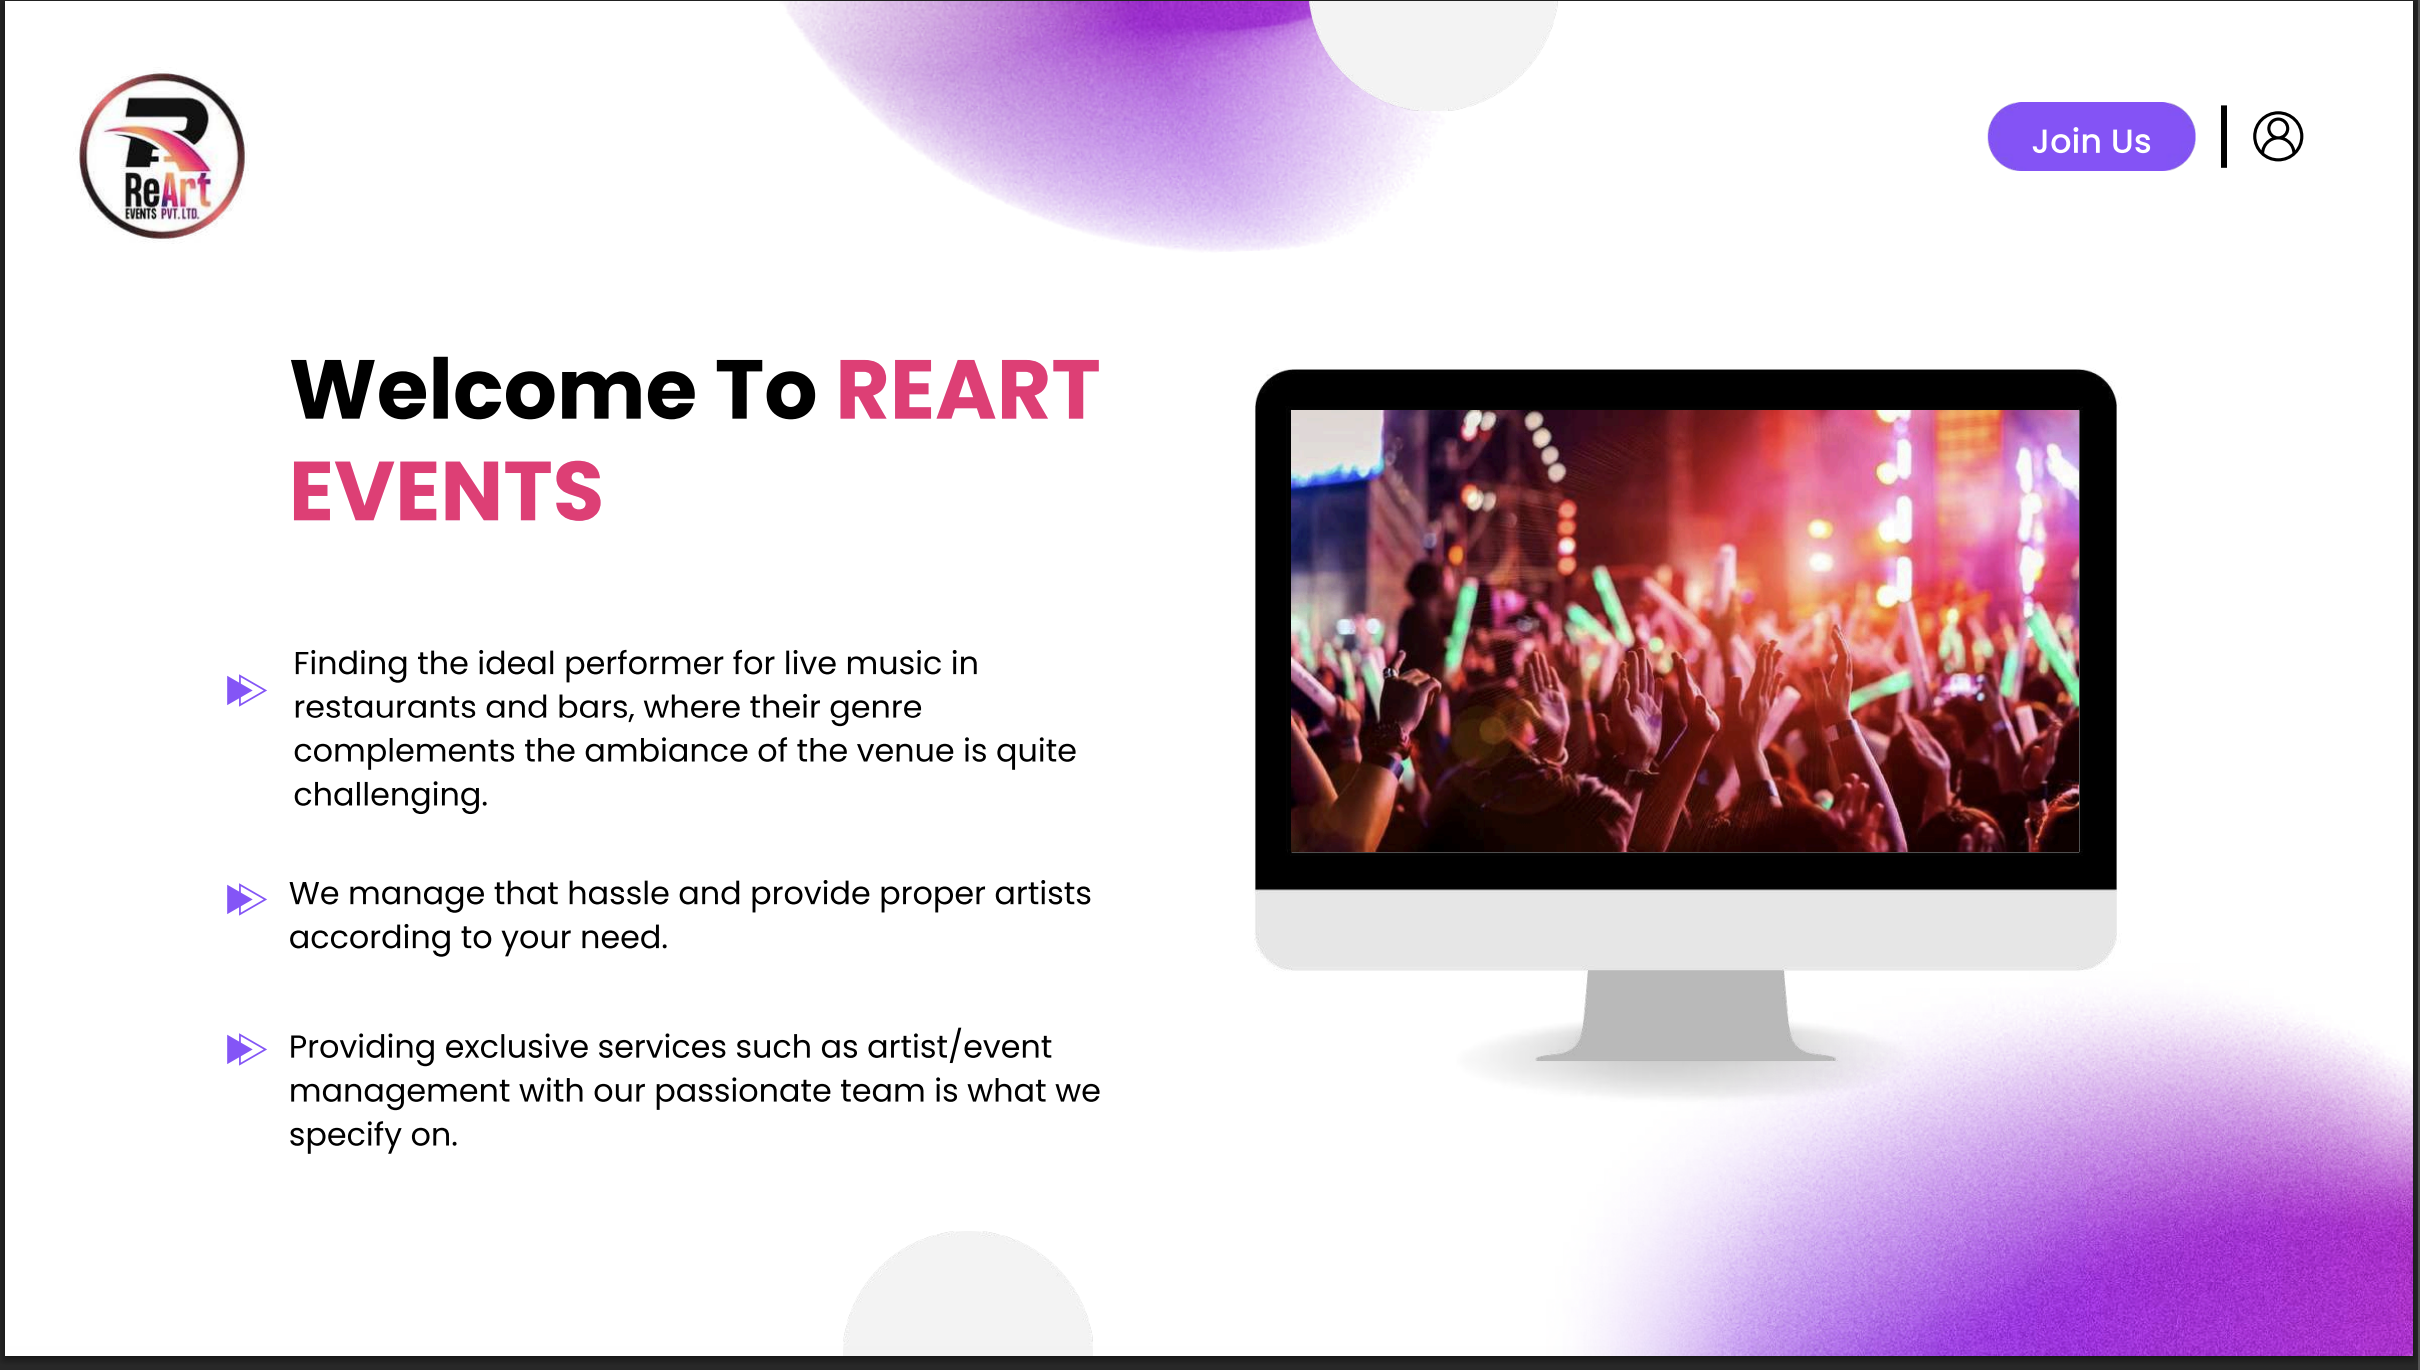 ReArt
EVENTS PVT. LTD.
Join Us
Welcome To REART
EVENTS
Finding the ideal performer for live music in
restaurants and bars, where their genre
complements the ambiance of the venue is quite
challenging.
We manage that hassle and provide proper artists
according to your need.
Providing exclusive services such as artist/event
management with our passionate team is what we
specify on.